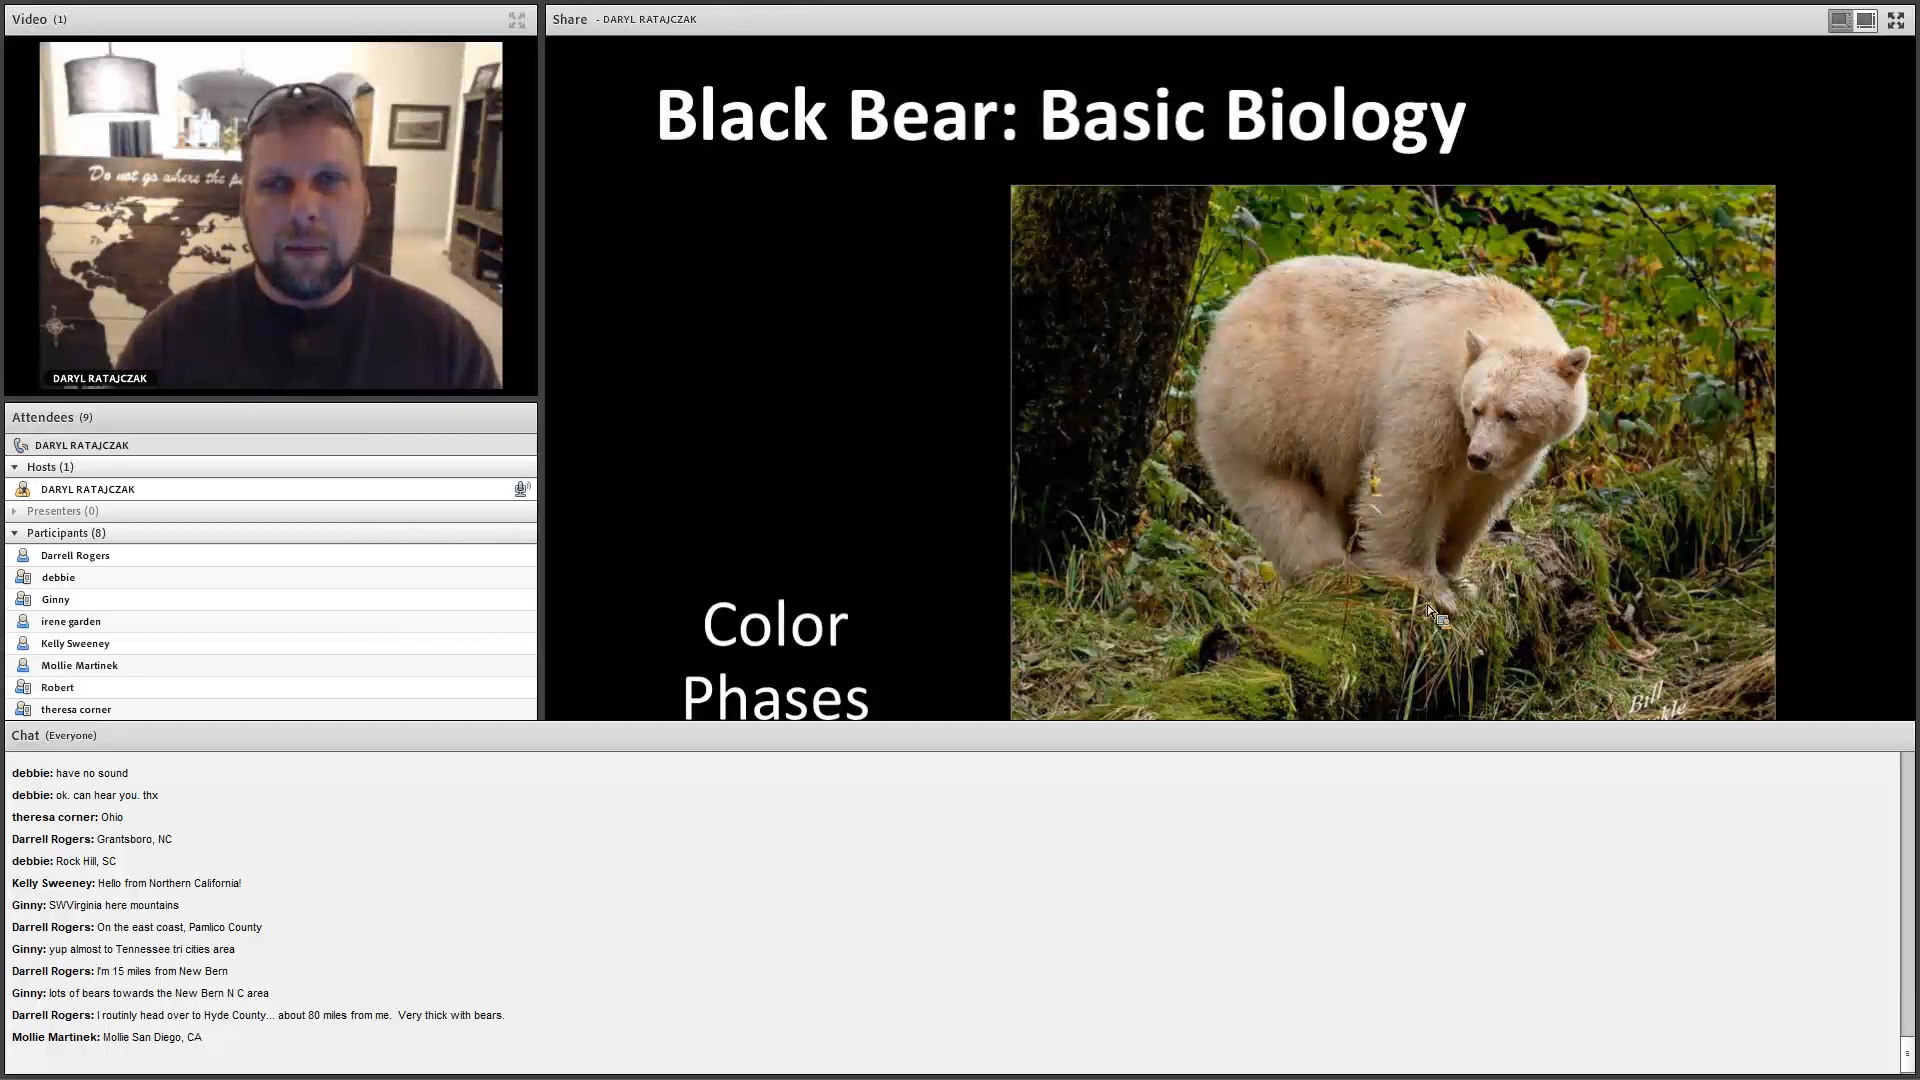 Video (1)
Do not go where the
DARYL RATAJCZAK
Attendees (9)
DARYL RATAJCZAK
Hosts (1)
DARYL RATAJCZAK
Presenters (0)
Participants (8)
Darrell Rogers
debbie
Ginny
irene garden
Kelly Sweeney
Mollie Martinek
Robert
theresa corner
Share - DARYL RATAJCZAK
Black Bear: Basic Biology
Color
Phases
Bill
Chat (Everyone)
debbie: have no sound
debbie: ok. can hear you. thx
theresa corner: Ohio
Darrell Rogers: Grantsboro, NC
debbie: Rock Hill, SC
Kelly Sweeney: Hello from Northern California!
Ginny: SWVirginia here mountains
Darrell Rogers: On the east coast, Pamlico County
Ginny: yup almost to Tennessee tri cities area
Darrell Rogers: I'm 15 miles from New Bern
Ginny: lots of bears towards the New Bern N C area
Darrell Rogers: I routinly head over to Hyde County... about 80 miles from me.  Very thick with bears.
Mollie Martinek: Mollie San Diego, CA